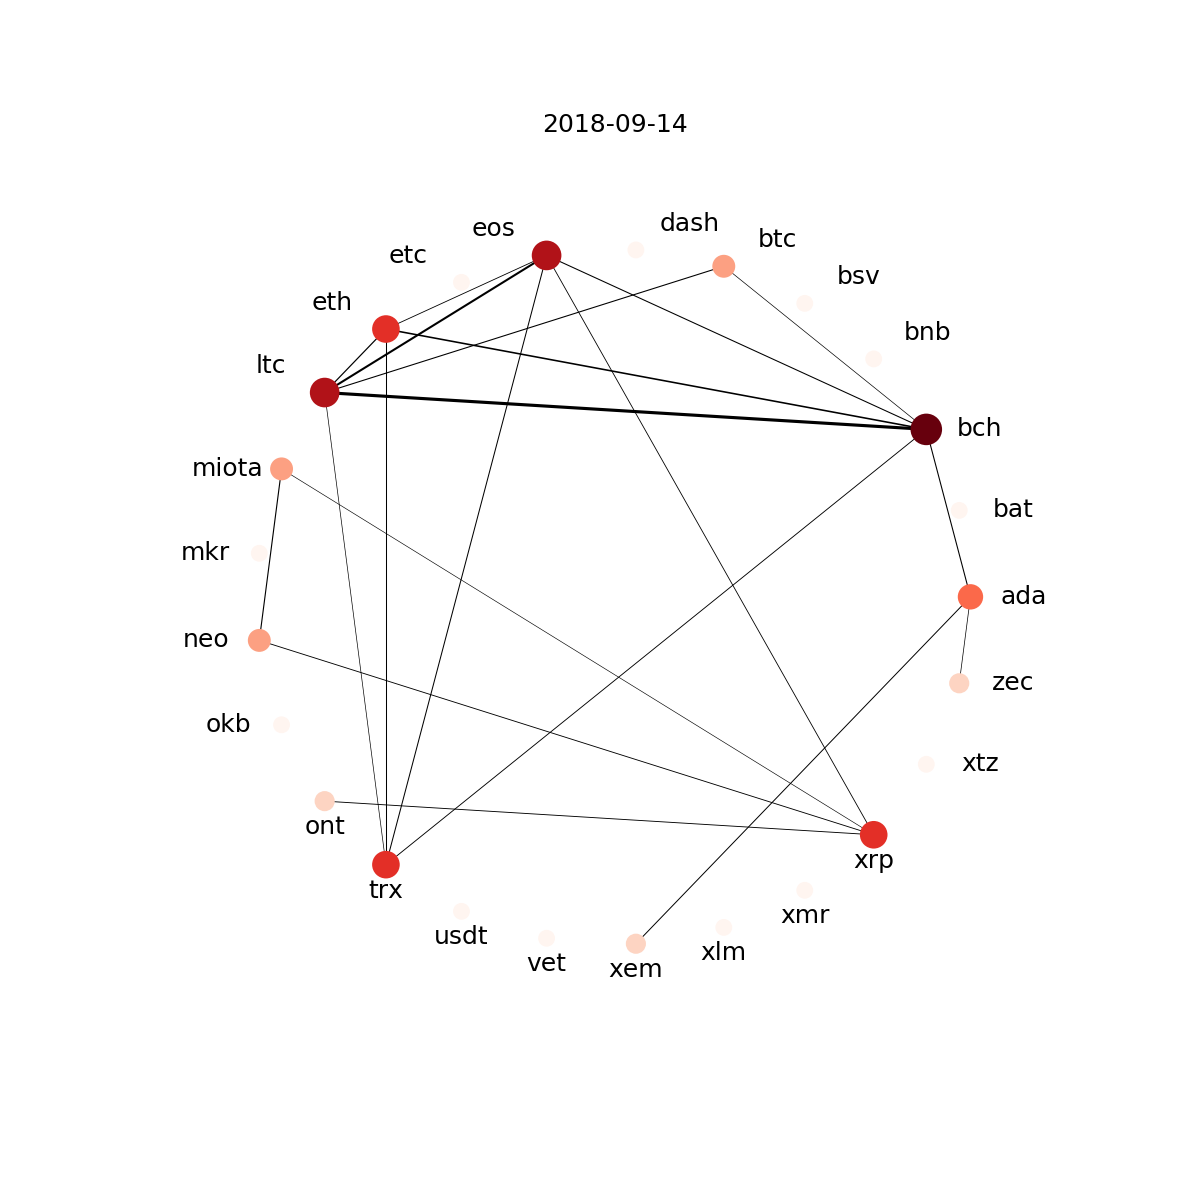 2018-09-14
dash
eos
btc
etc
bsv
eth
bnb
ltc
bch
miota
bat
mkr
ada
neo
zec
okb
xtz
ont
xrp
trx
xmr
usdt
xlm
vet
xem